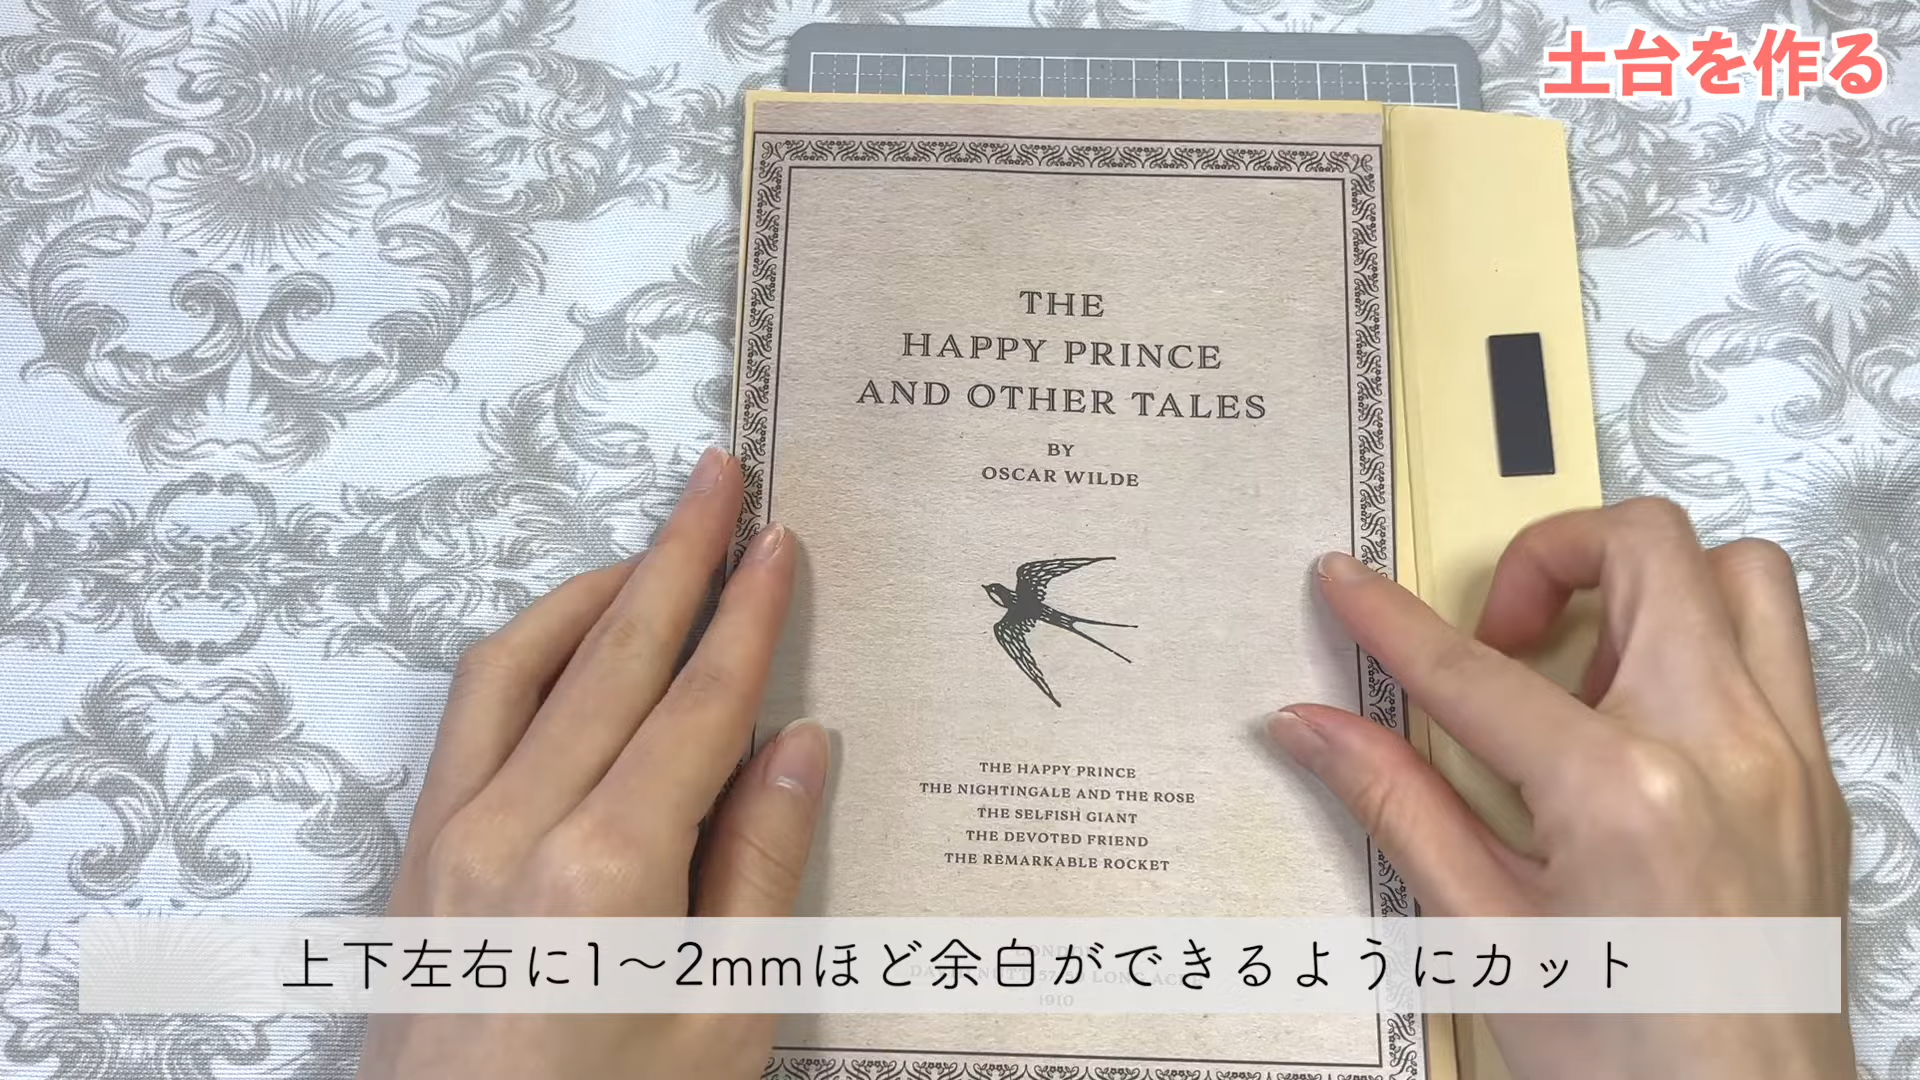 土台を作る
THE
HAPPY PRINCE
AND OTHER TALES
BY
OSCAR WILDE
THE HAPPY PRINCE
THE NIGHTINGALE AND THE ROSE
THE SELFISH GIANT
THE DEVOTED FRIEND
THE REMARKABLE ROCKET
LONDON
1910
上下左右に1〜2mmほど余白ができるようにカット